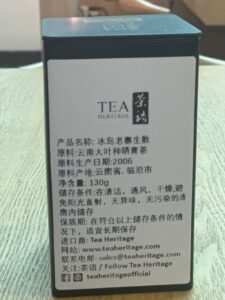 TEA
HERITAGE
茶语
产品名称: 冰岛老寨生散
原料:云南大叶种晒青茶
原料生产日期:2006
原料产地:云南省, 临沧市
净含量: 130g
储存条件:在清洁, 通风, 干燥,避
免阳光直射, 无异味, 无污染的库
房内储存
保质期: 在符合以上储存条件的情
况下, 适宜长期保存
进口商: Tea Heritage
网站: www.teaheritage.com
联系电邮: sales@teaheritage.com
关注:茶语 / Follow Tea Heritage
teaheritageofficial